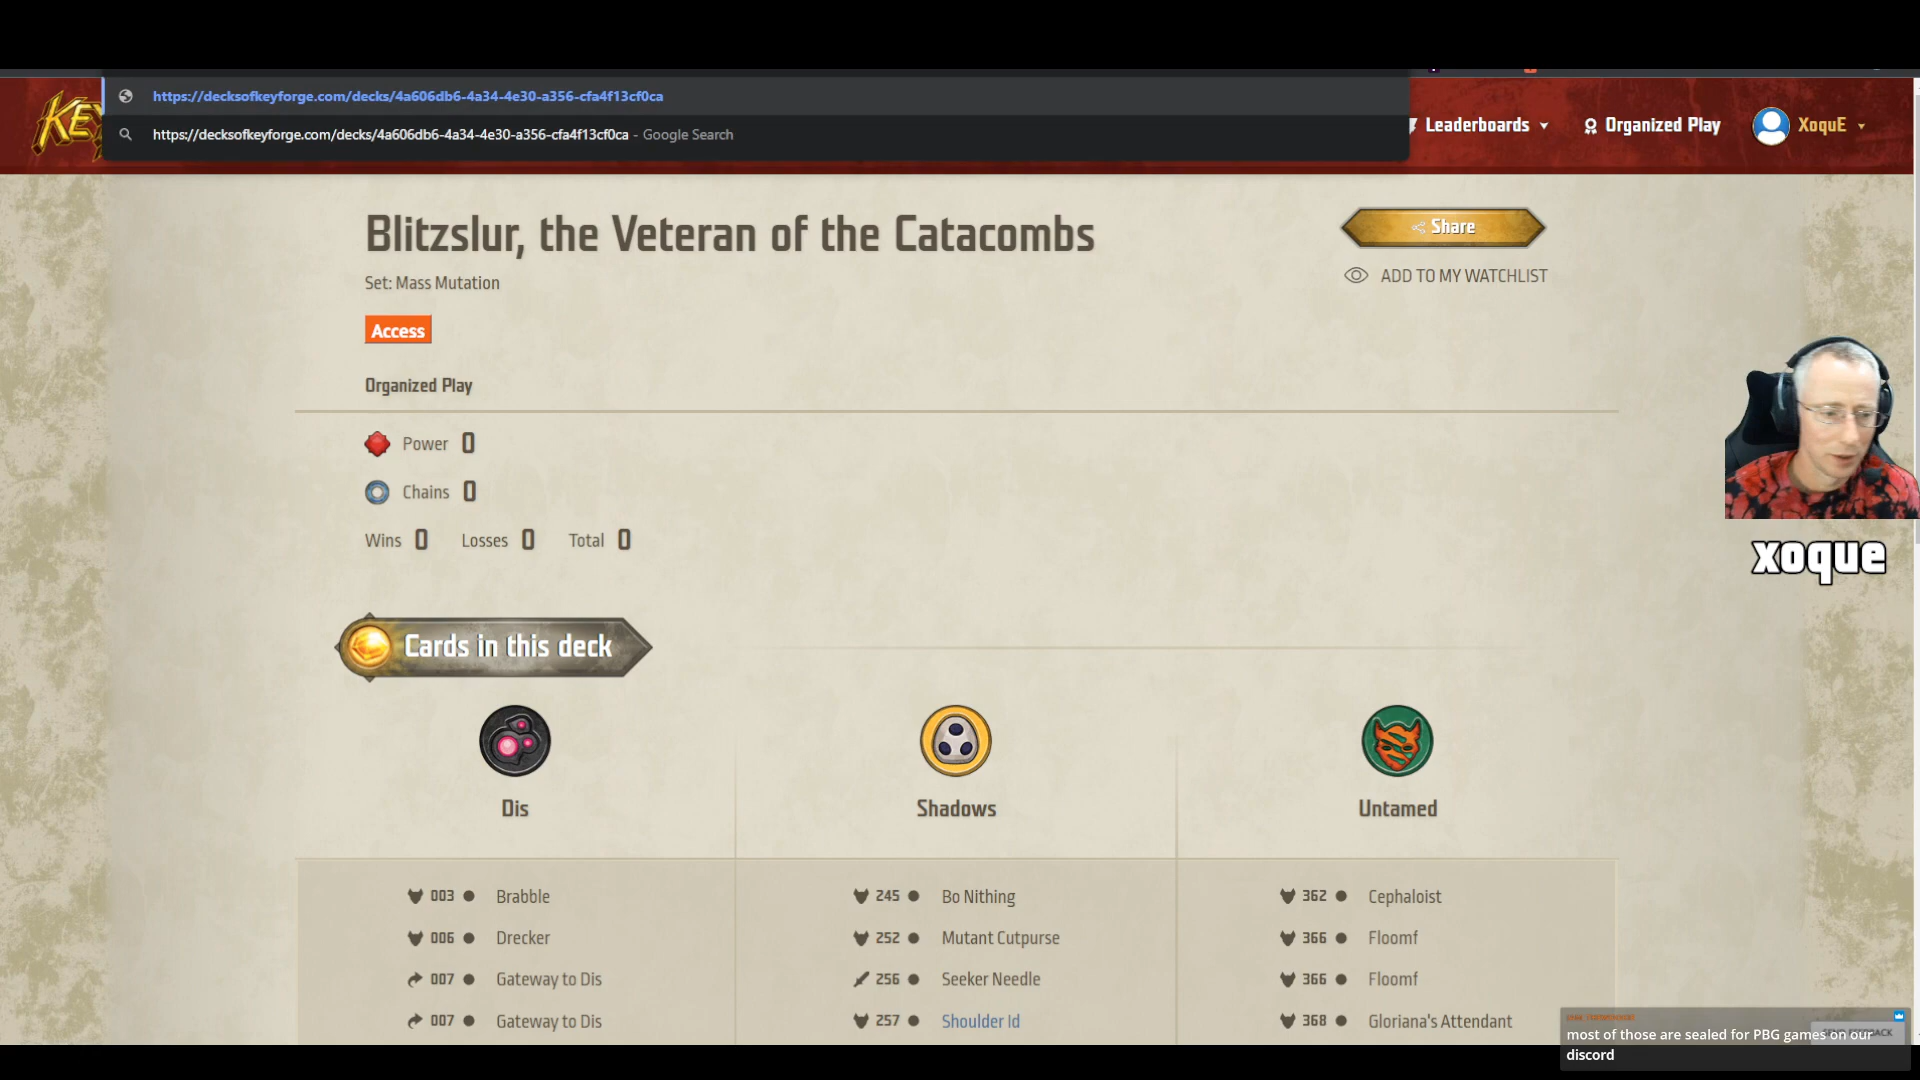 https://decksofkeyforge.com/decks/4a606db6-4a34-4e30-a356-cfa4f13cf0ca
https://decksofkeyforge.com/decks/4a606db6-4a34-4e30-a356-cfa4f13cf0ca - Google Search
Leaderboards
Organized Play
XoquE
Blitzslur, the Veteran of the Catacombs
Share
Set: Mass Mutation
ADD TO MY WATCHLIST
Access
Organized Play
Power 0
Chains 0
Wins 0 Losses 0 Total 0
xoque
Cards in this deck
Dis
Shadows
Untamed
003 Brabble
245 Bo Nithing
362 Cephaloist
006 Drecker
252 Mutant Cutpurse
366 Floomf
007 Gateway to Dis
256 Seeker Needle
366 Floomf
007 Gateway to Dis
257 Shoulder Id
368 Gloriana's Attendant
most of those are sealed for PBG games on our
discord